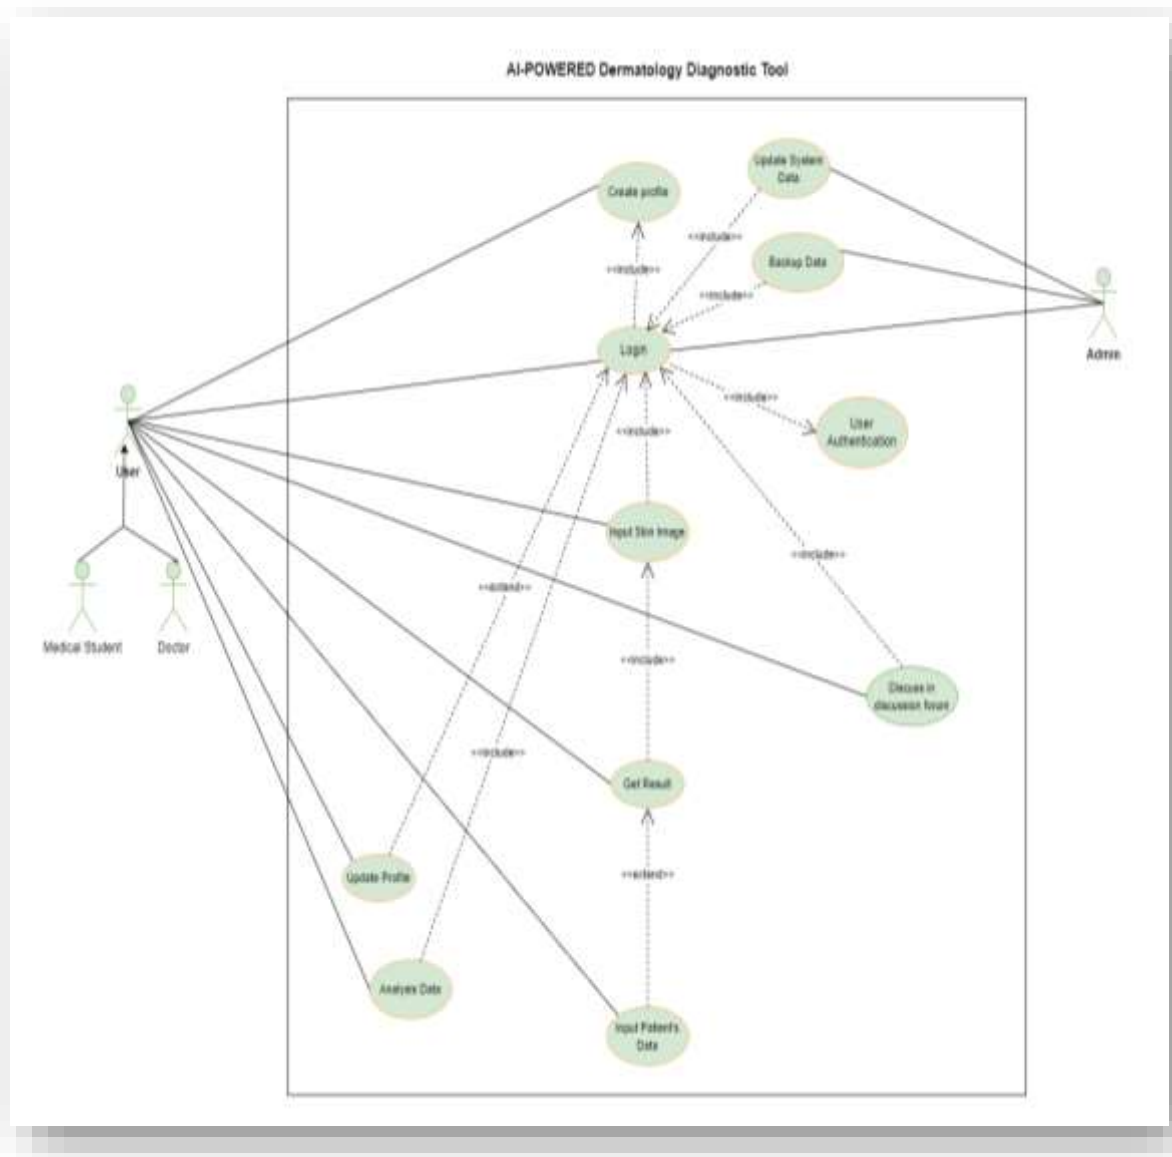 AI-POWERED Dermatology Diagnostic Tool
Update System
Data
Create profile
<<include>>
Backup Data
<<include>>
<<include>>
Login
Admin
<<include>>
User
Authentication
<<include>>
User
Input Skin Image
<<include>>
<<extend>>
Medical Student
Doctor
<<include>>
Discuss in
discussion forum
<<include>>
Get Result
Update Profile
<<extend>>
Analysis Data
Input Patient's
Data